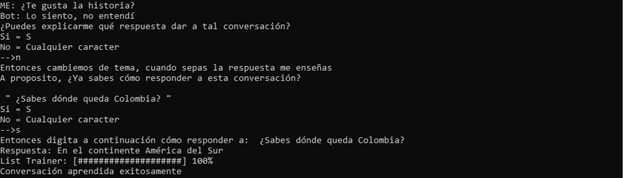 ME: ¿Te gusta la historia?
Bot: Lo siento, no entendí
¿Puedes explicarme qué respuesta dar a tal conversación?
Si = S
No = Cualquier caracter
-->n
Entonces cambiemos de tema, cuando sepas la respuesta me enseñas
A proposito, ¿Ya sabes cómo responder a esta conversación?
" ¿Sabes dónde queda Colombia? "
Si = S
No = Cualquier caracter
-->s
Entonces digita a continuación cómo responder a:  ¿Sabes dónde queda Colombia?
Respuesta: En el continente América del Sur
List Trainer: [####################] 100%
Conversación aprendida exitosamente